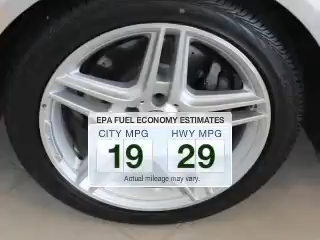 EPA FUEL ECONOMY ESTIMATES
CITY MPG HWY MPG
19 29
Actual mileage may vary.